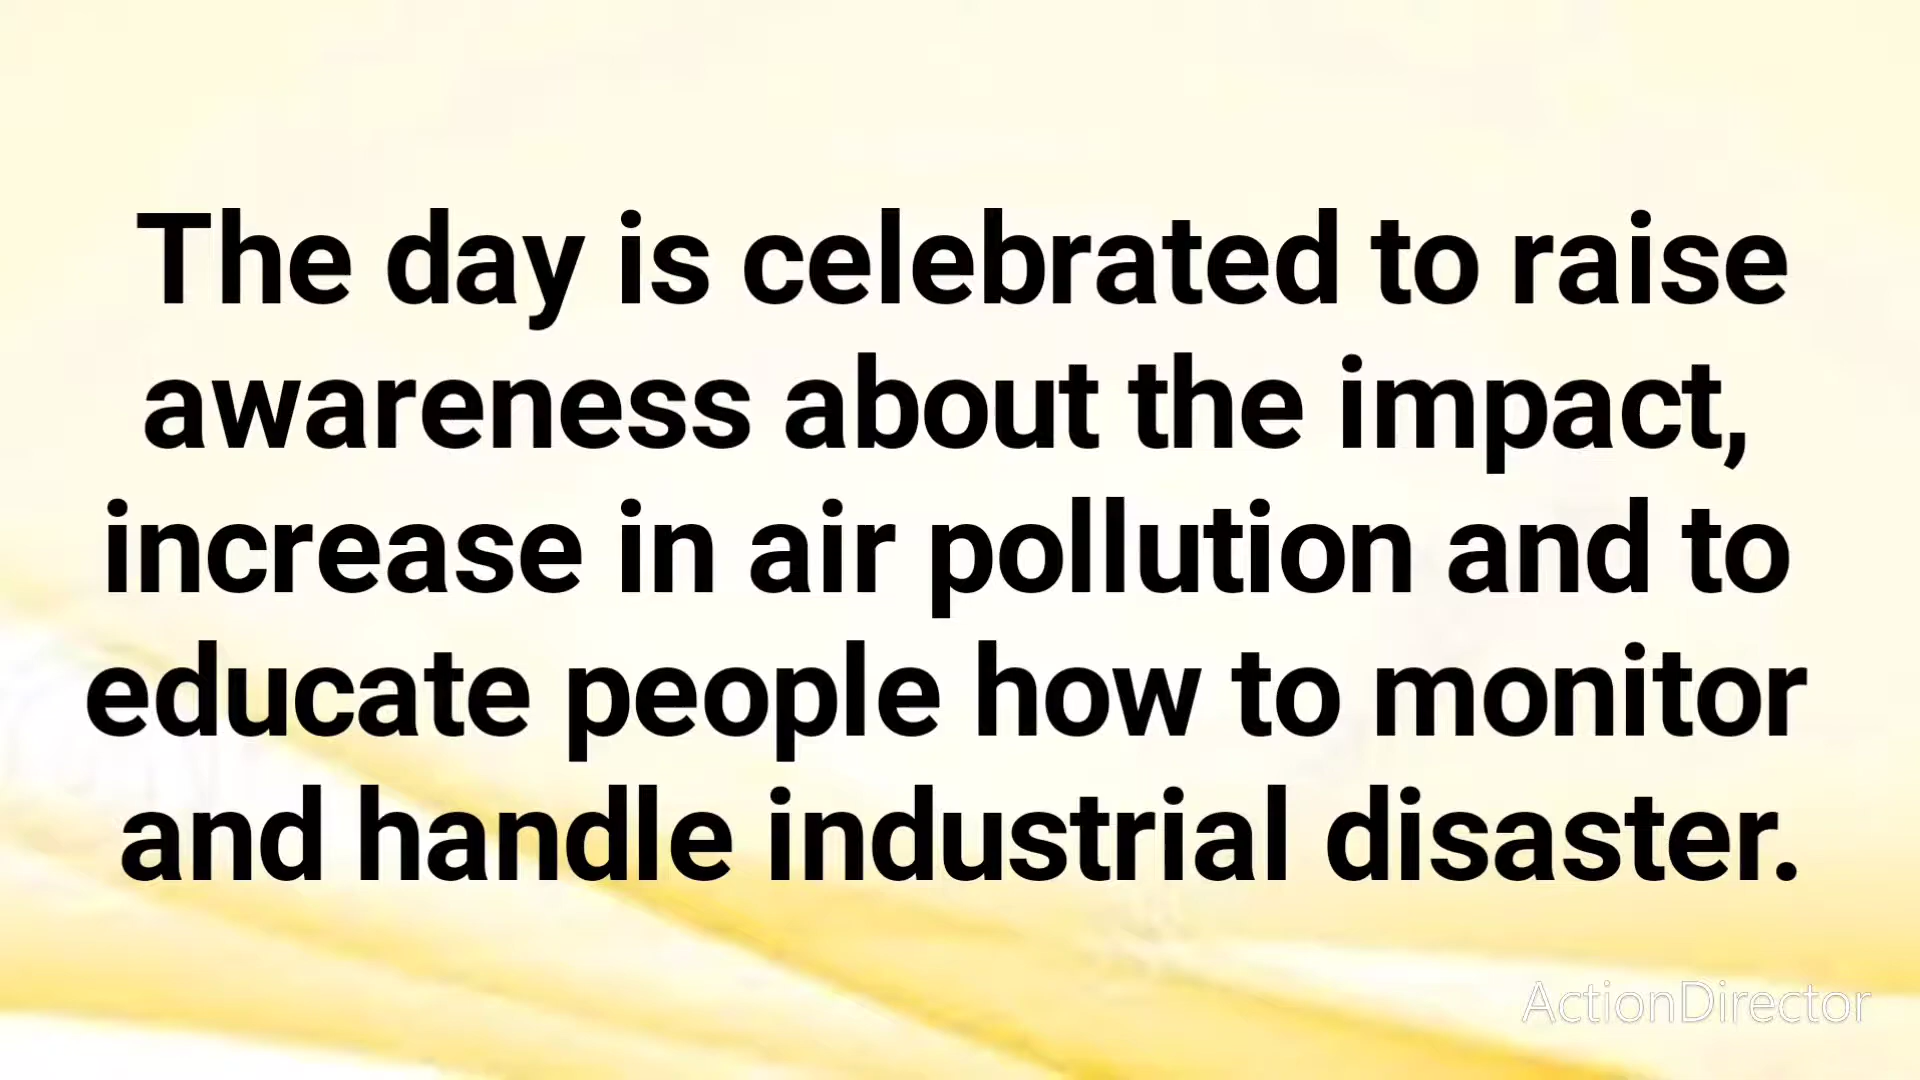 The day is celebrated to raise
awareness about the impact,
increase in air pollution and to
educate people how to monitor
and handle industrial disaster.
ActionDirector